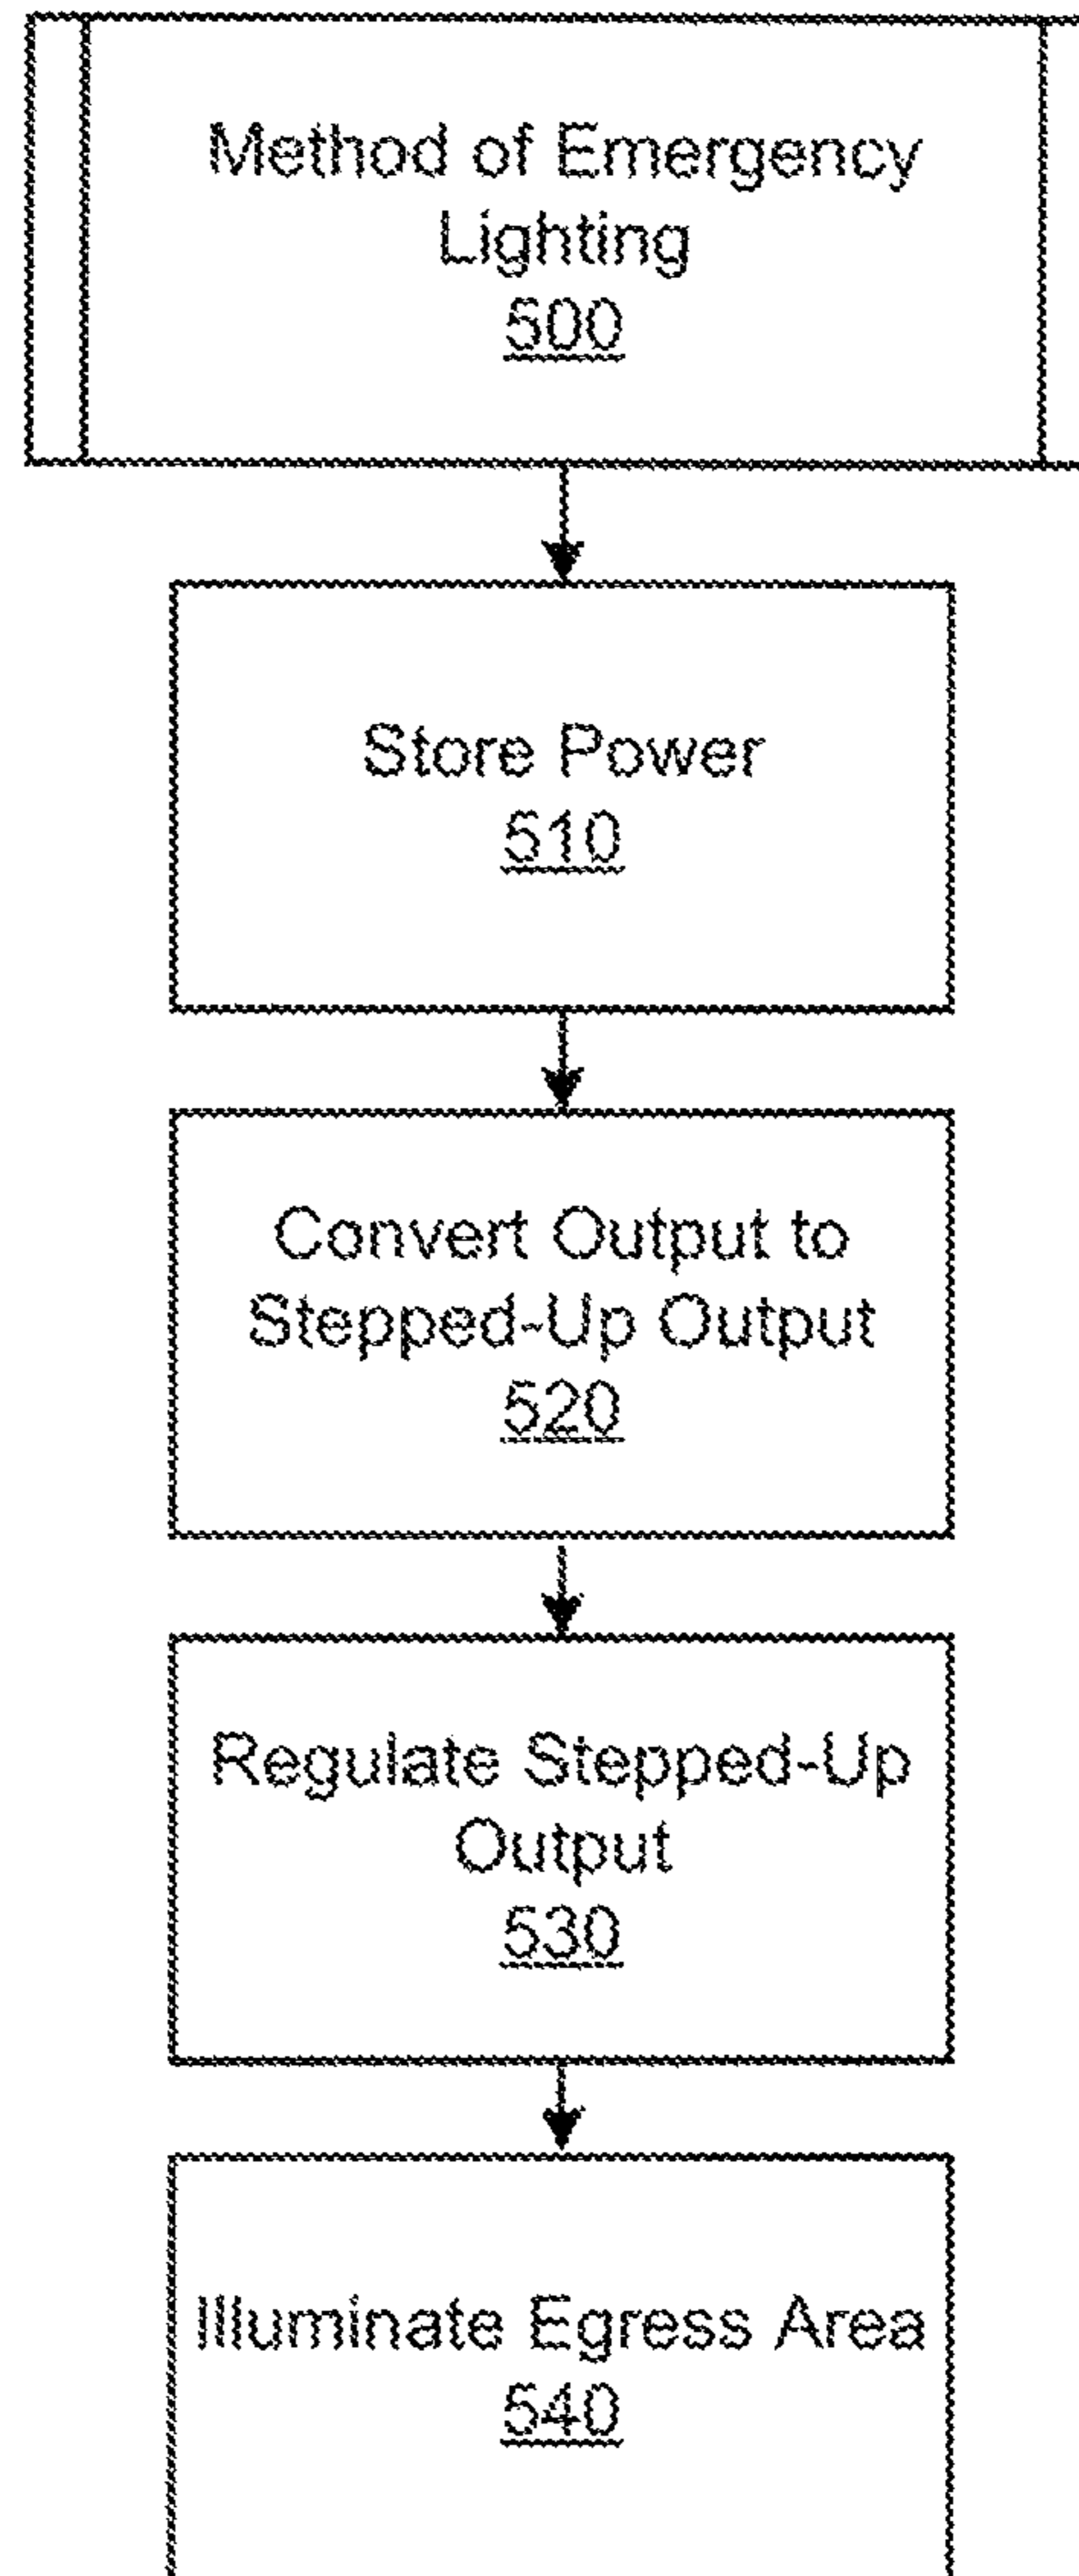 Method of Emergency
Lighting
500
Store Power
510
Convert Output to
Stepped-Up Output
520
Regulate Stepped-Up
Output
530
Illuminate Egress Area
540